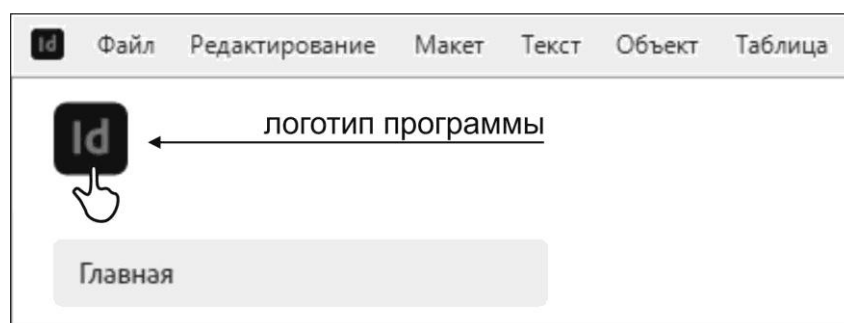 Id Файл Редактирование Макет Текст Объект Таблица
Id
логотип программы
Главная